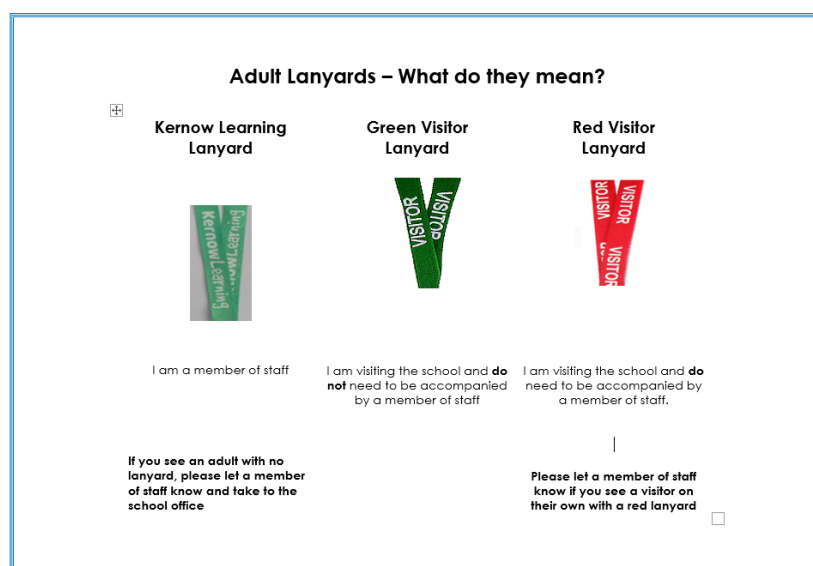 Adult Lanyards – What do they mean?
Kernow Learning
Lanyard
Green Visitor
Lanyard
Red Visitor
Lanyard
KernowLearning
VISITOR
VISITOR
VISITOR
VISITOR
VISITOR
I am a member of staff
I am visiting the school and do
not need to be accompanied
by a member of staff
I am visiting the school and do
need to be accompanied by
a member of staff.
If you see an adult with no
lanyard, please let a member
of staff know and take to the
school office
Please let a member of staff
know if you see a visitor on
their own with a red lanyard